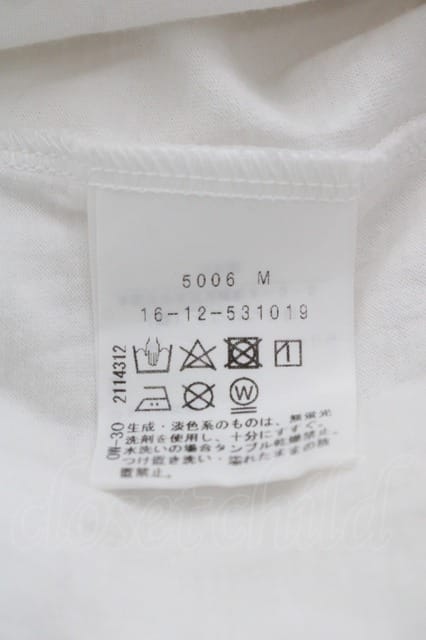 5006 M
16-12-531019
2114312
OW-30
W
生成・淡色系のものは、無蛍光
洗剤を使用し、十分にすすぐ。
水洗いの場合タンブル乾燥禁止。
つけ置き洗い・濡れたままの放
置禁止。
closetchild